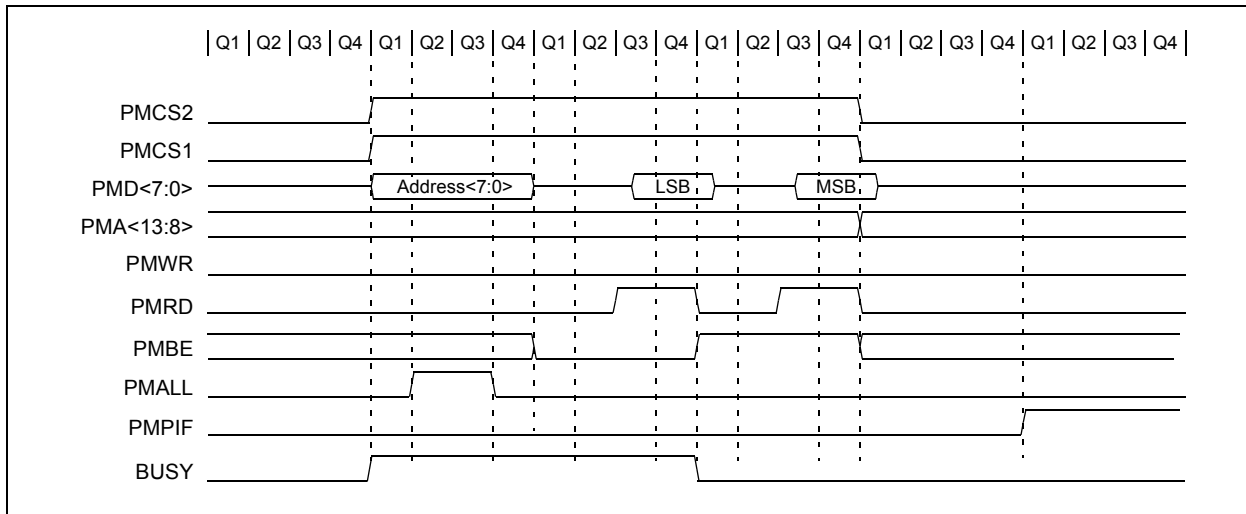 Q1 Q2 Q3 Q4 Q1 Q2 Q3 Q4 Q1 Q2 Q3 Q4 Q1 Q2 Q3 Q4 Q1 Q2 Q3 Q4 Q1 Q2 Q3 Q4
PMCS2
PMCS1
PMD<7:0> Address<7:0> LSB MSB
PMA<13:8>
PMWR
PMRD
PMBE
PMALL
PMPIF
BUSY